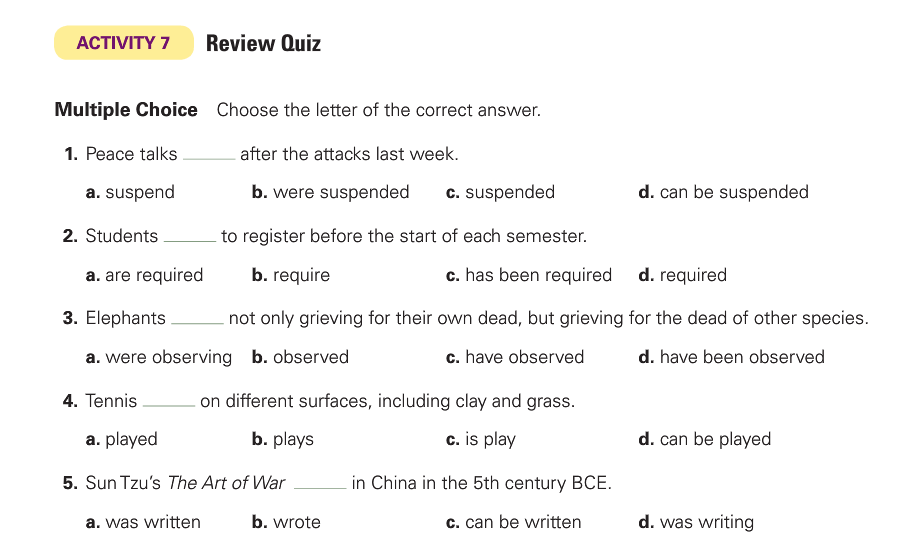 ACTIVITY 7 Review Quiz
Multiple Choice Choose the letter of the correct answer.
1. Peace talks ______ after the attacks last week.
a. suspend b. were suspended c. suspended d. can be suspended
2. Students ______ to register before the start of each semester.
a. are required b. require c. has been required d. required
3. Elephants ______ not only grieving for their own dead, but grieving for the dead of other species.
a. were observing b. observed c. have observed d. have been observed
4. Tennis ______ on different surfaces, including clay and grass.
a. played b. plays c. is play d. can be played
5. Sun Tzu's The Art of War ______ in China in the 5th century BCE.
a. was written b. wrote c. can be written d. was writing